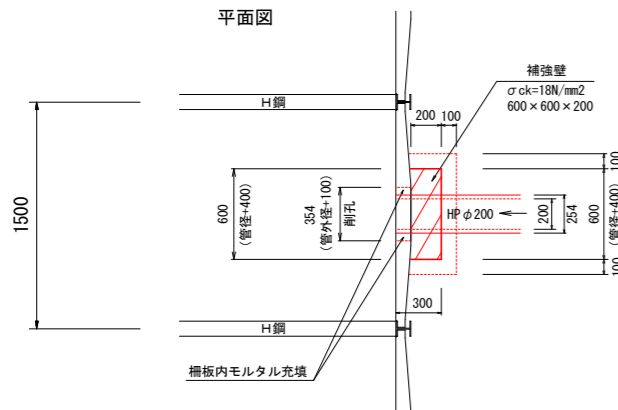 平面図
H鋼
補強壁
σck=18N/mm2
600×600×200
200
100
100
1500
600
(管径+400)
354
(管外径+100)
削孔
HPφ200
200
254
600
(管径+400)
100
300
H鋼
柵板内モルタル充填